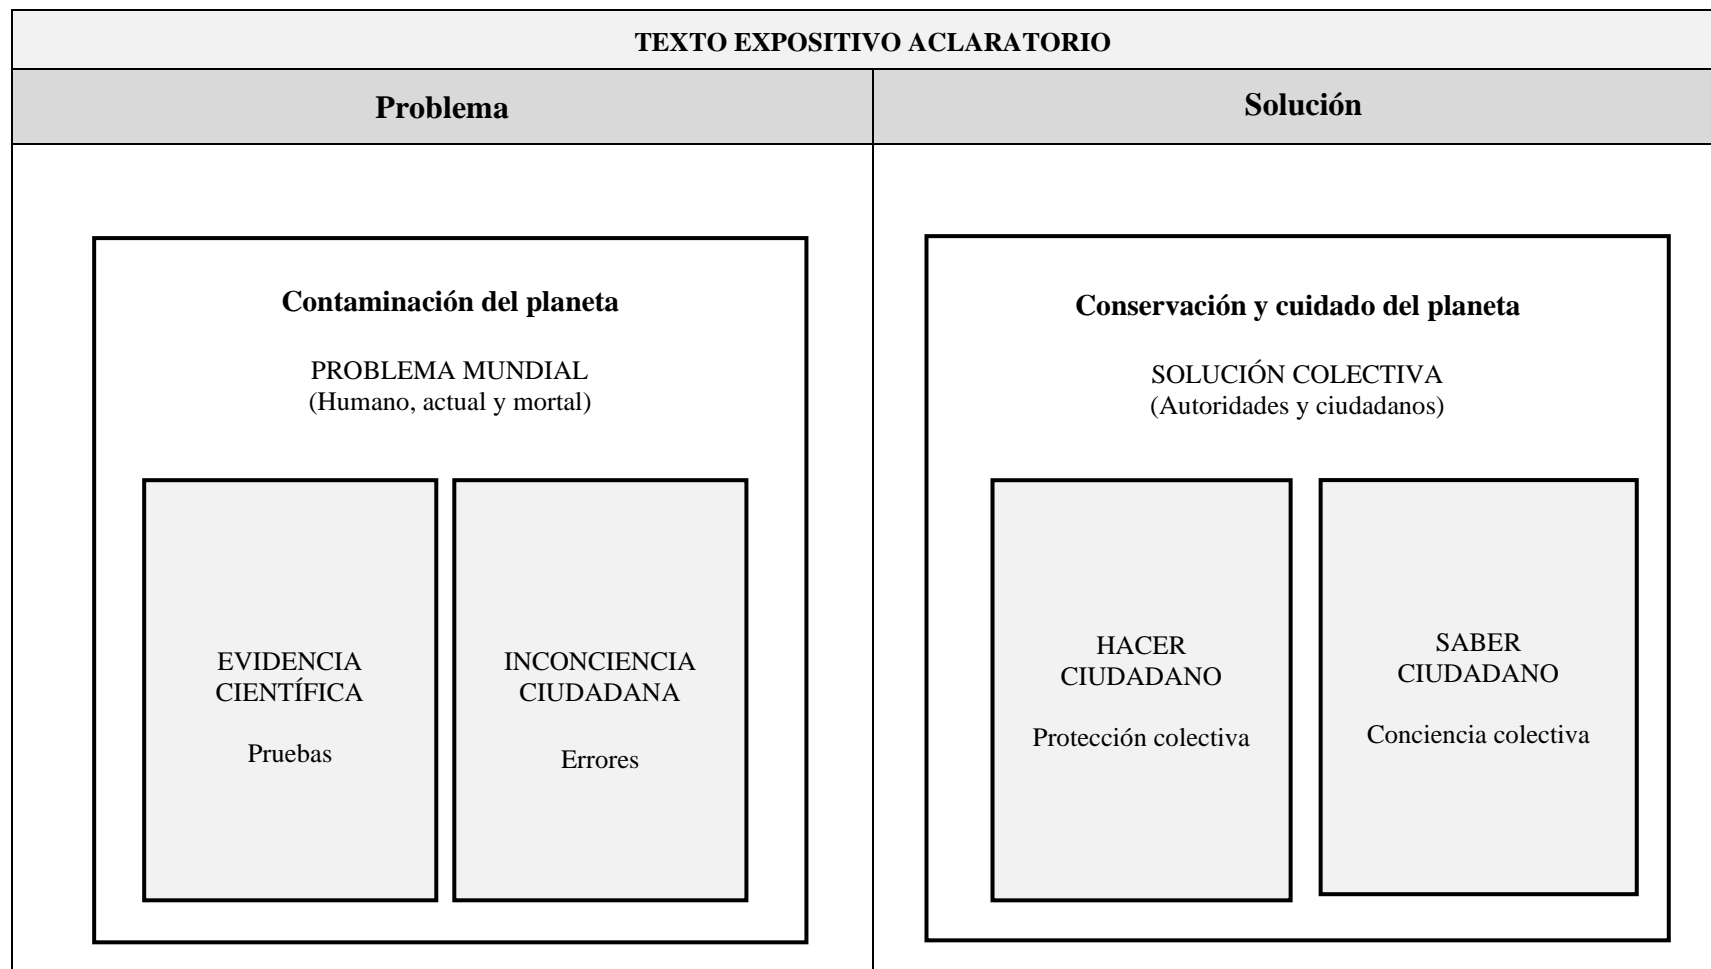 TEXTO EXPOSITIVO ACLARATORIO
Problema
Solución
Contaminación del planeta
PROBLEMA MUNDIAL
(Humano, actual y mortal)
EVIDENCIA
CIENTÍFICA
Pruebas
INCONCIENCIA
CIUDADANA
Errores
Conservación y cuidado del planeta
SOLUCIÓN COLECTIVA
(Autoridades y ciudadanos)
HACER
CIUDADANO
Protección colectiva
SABER
CIUDADANO
Conciencia colectiva